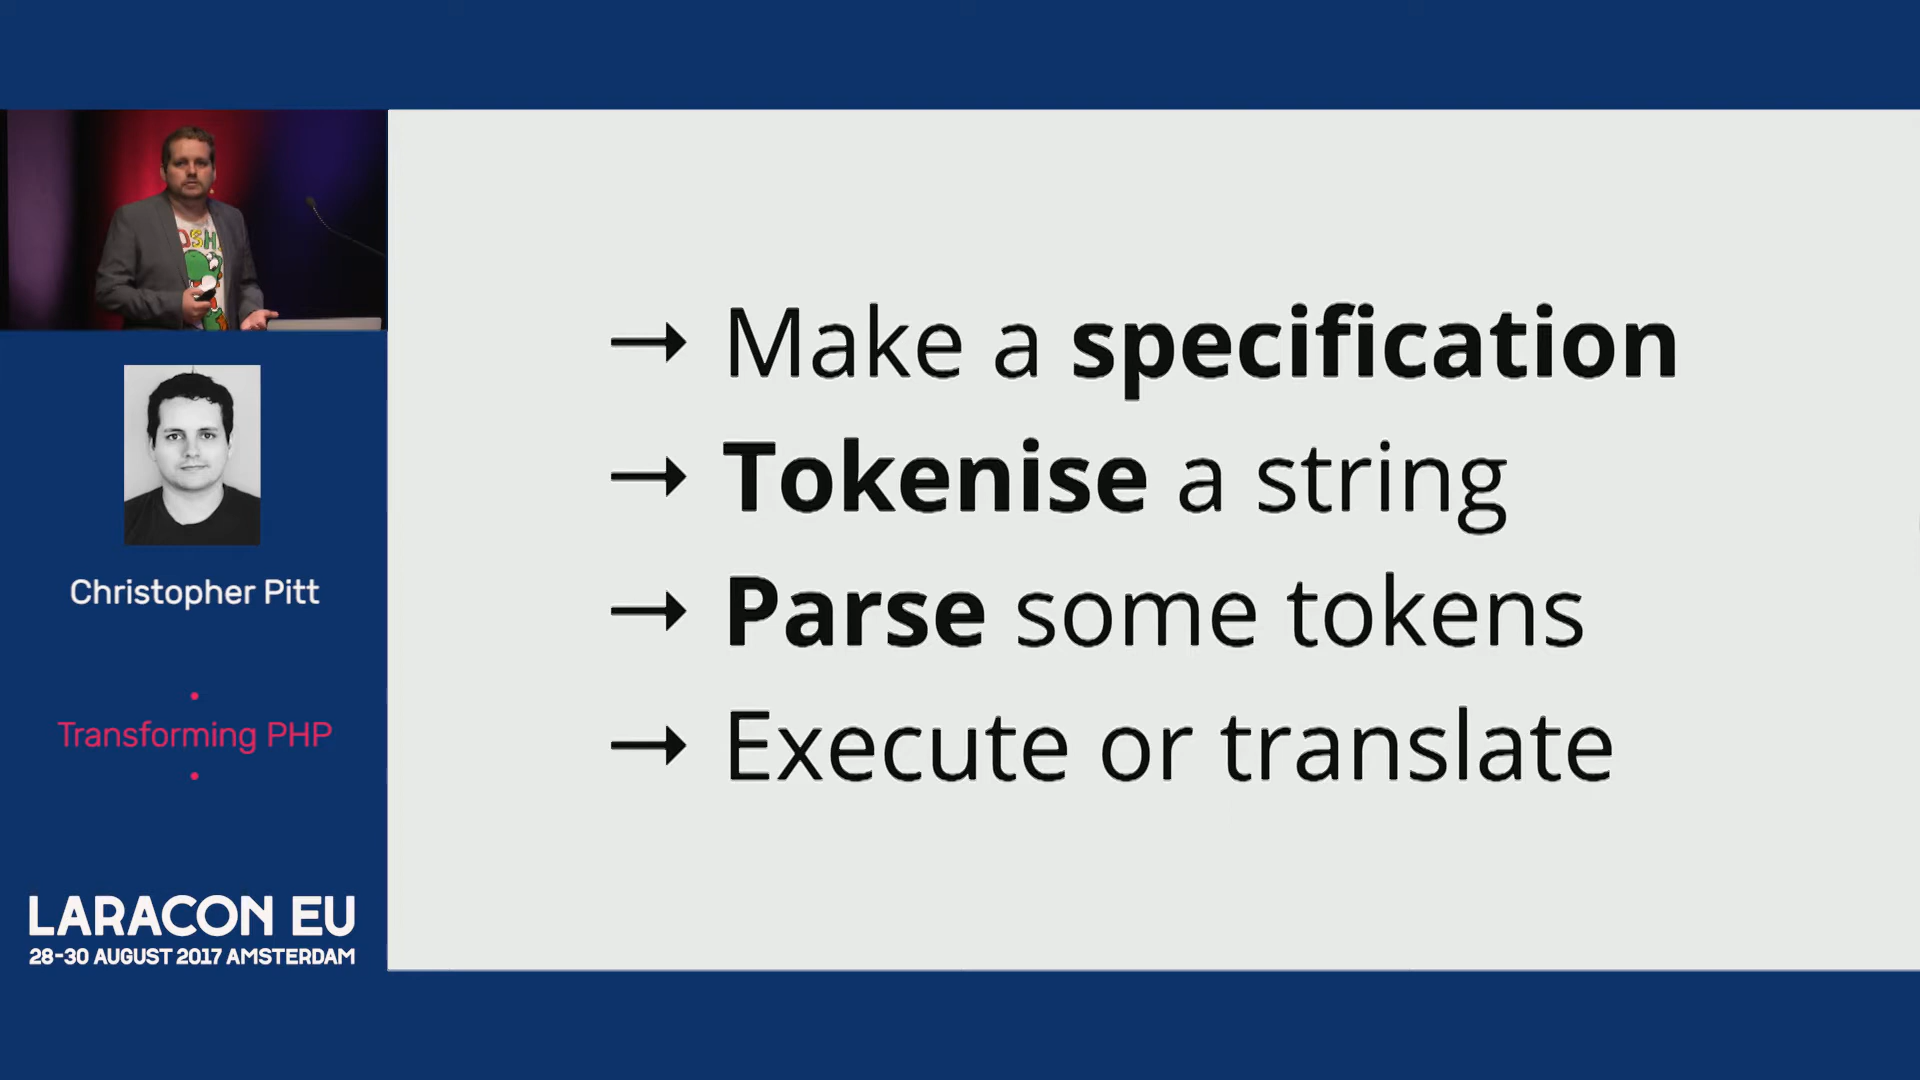 → Make a specification
→ Tokenise a string
→ Parse some tokens
→ Execute or translate
Christopher Pitt
Transforming PHP
LARACON EU
28-30 AUGUST 2017 AMSTERDAM